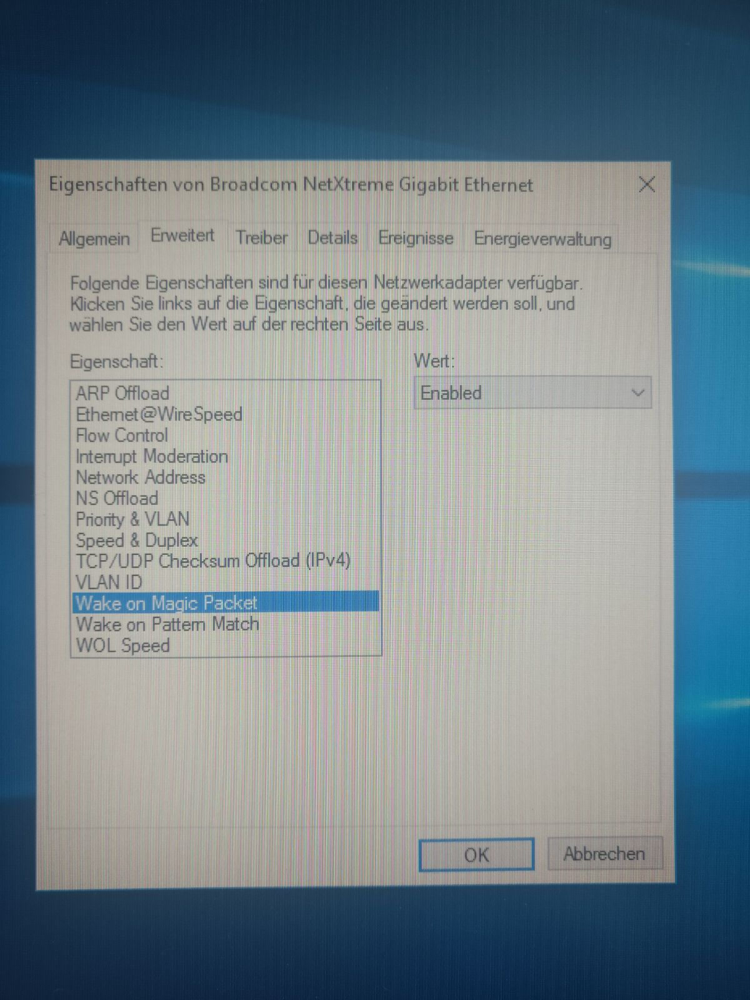 Eigenschaften von Broadcom NetXtreme Gigabit Ethernet
Allgemein Erweitert Treiber Details Ereignisse Energieverwaltung
Folgende Eigenschaften sind für diesen Netzwerkadapter verfügbar.
Klicken Sie links auf die Eigenschaft, die geändert werden soll, und
wählen Sie den Wert auf der rechten Seite aus.
Eigenschaft:
ARP Offload
Ethernet@WireSpeed
Flow Control
Interrupt Moderation
Network Address
NS Offload
Priority & VLAN
Speed & Duplex
TCP/UDP Checksum Offload (IPv4)
VLAN ID
Wake on Magic Packet
Wake on Pattern Match
WOL Speed
Wert:
Enabled
OK Abbrechen